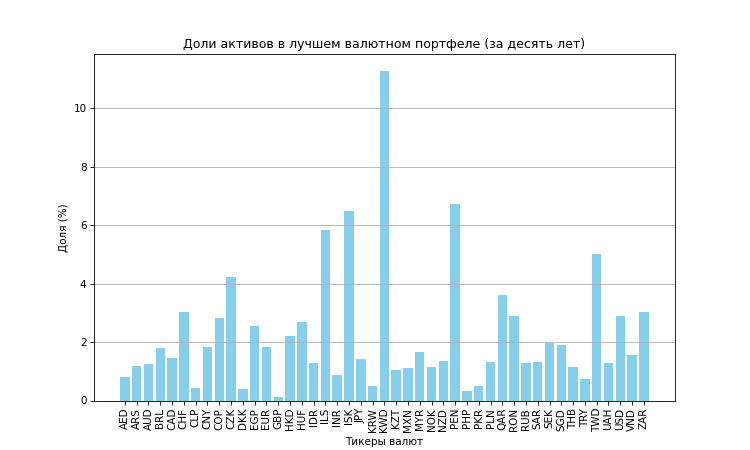 Доли активов в лучшем валютном портфеле (за десять лет)
Доля (%)
10
8
6
4
2
0
AED ARS AUD BRL CAD CHF CLP CNY COP CZK DKK EGP EUR GBP HKD HUF IDR ILS INR ISK JPY KRW KWD KZT MXN MYR NOK NZD PEN PHP PKR PLN QAR RON RUB SAR SEK SGD THB TRY TWD UAH USD VND ZAR
Тикеры валют